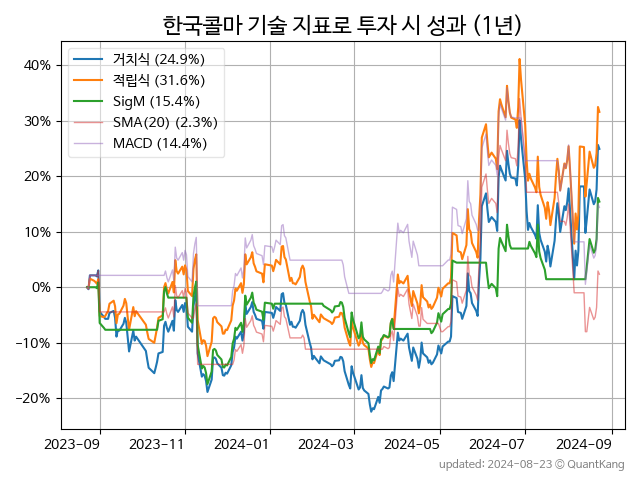 한국콜마 기술 지표로 투자 시 성과 (1년)
거치식 (24.9%)
적립식 (31.6%)
SigM (15.4%)
SMA(20) (2.3%)
MACD (14.4%)
40%
30%
20%
10%
0%
−10%
−20%
2023-09
2023-11
2024-01
2024-03
2024-05
2024-07
2024-09
updated: 2024-08-23 © QuantKang